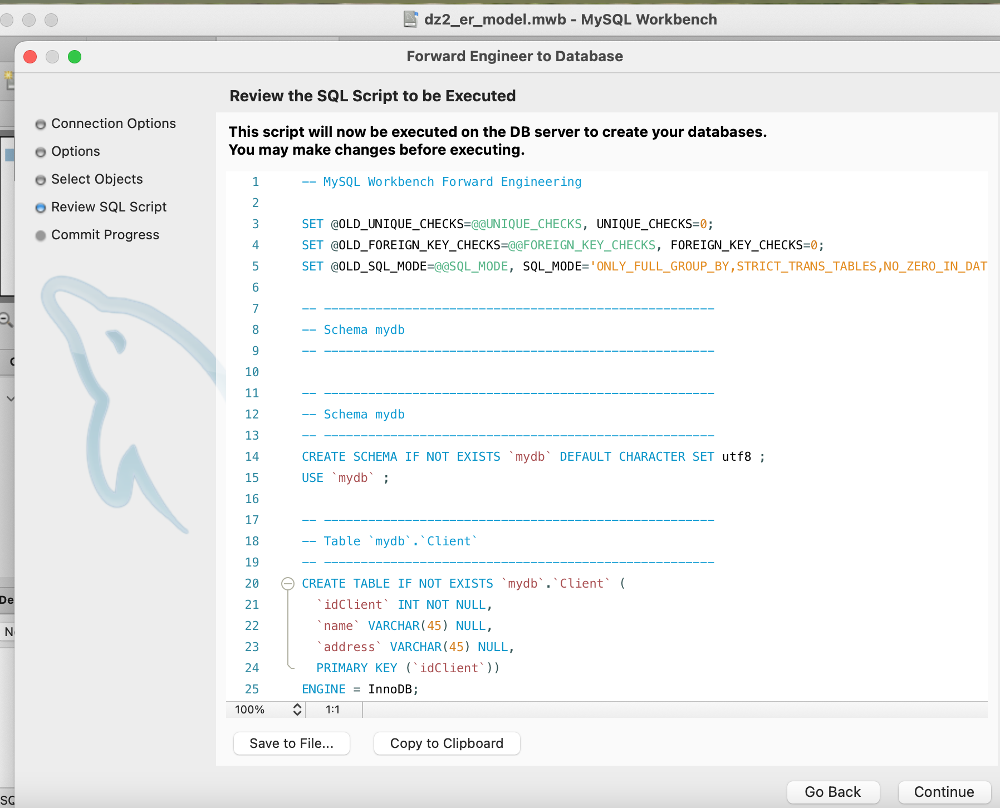 dz2_er_model.mwb - MySQL Workbench
Forward Engineer to Database
Review the SQL Script to be Executed
Connection Options
Options
Select Objects
Review SQL Script
Commit Progress
This script will now be executed on the DB server to create your databases.
You may make changes before executing.
1 -- MySQL Workbench Forward Engineering
2
3 SET @OLD_UNIQUE_CHECKS=@@UNIQUE_CHECKS, UNIQUE_CHECKS=0;
4 SET @OLD_FOREIGN_KEY_CHECKS=@@FOREIGN_KEY_CHECKS, FOREIGN_KEY_CHECKS=0;
5 SET @OLD_SQL_MODE=@@SQL_MODE, SQL_MODE='ONLY_FULL_GROUP_BY,STRICT_TRANS_TABLES,NO_ZERO_IN_DAT
6
7 -- -----------------------------------------------------
8 -- Schema mydb
9 -- -----------------------------------------------------
10
11 -- -----------------------------------------------------
12 -- Schema mydb
13 -- -----------------------------------------------------
14 CREATE SCHEMA IF NOT EXISTS `mydb` DEFAULT CHARACTER SET utf8 ;
15 USE `mydb` ;
16
17 -- -----------------------------------------------------
18 -- Table `mydb`.`Client`
19 -- -----------------------------------------------------
20 CREATE TABLE IF NOT EXISTS `mydb`.`Client` (
21 `idClient` INT NOT NULL,
22 `name` VARCHAR(45) NULL,
23 `address` VARCHAR(45) NULL,
24 PRIMARY KEY (`idClient`))
25 ENGINE = InnoDB;
100% 1:1
Save to File... Copy to Clipboard
Go Back Continue
De